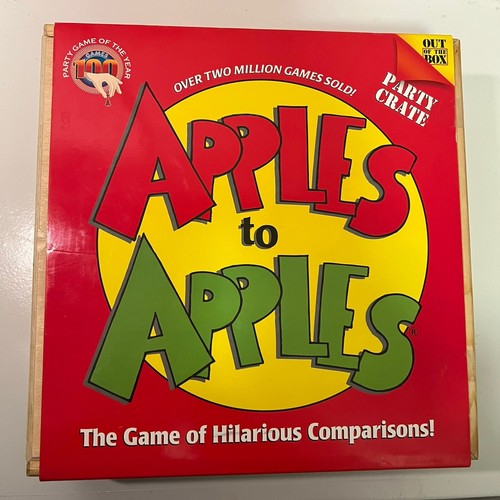 PARTY GAME OF THE YEAR
GAMES
100
OVER TWO MILLION GAMES SOLD!
OUT
OF THE
BOX
PARTY
CRATE
APPLES
to
APPLES®
The Game of Hilarious Comparisons!